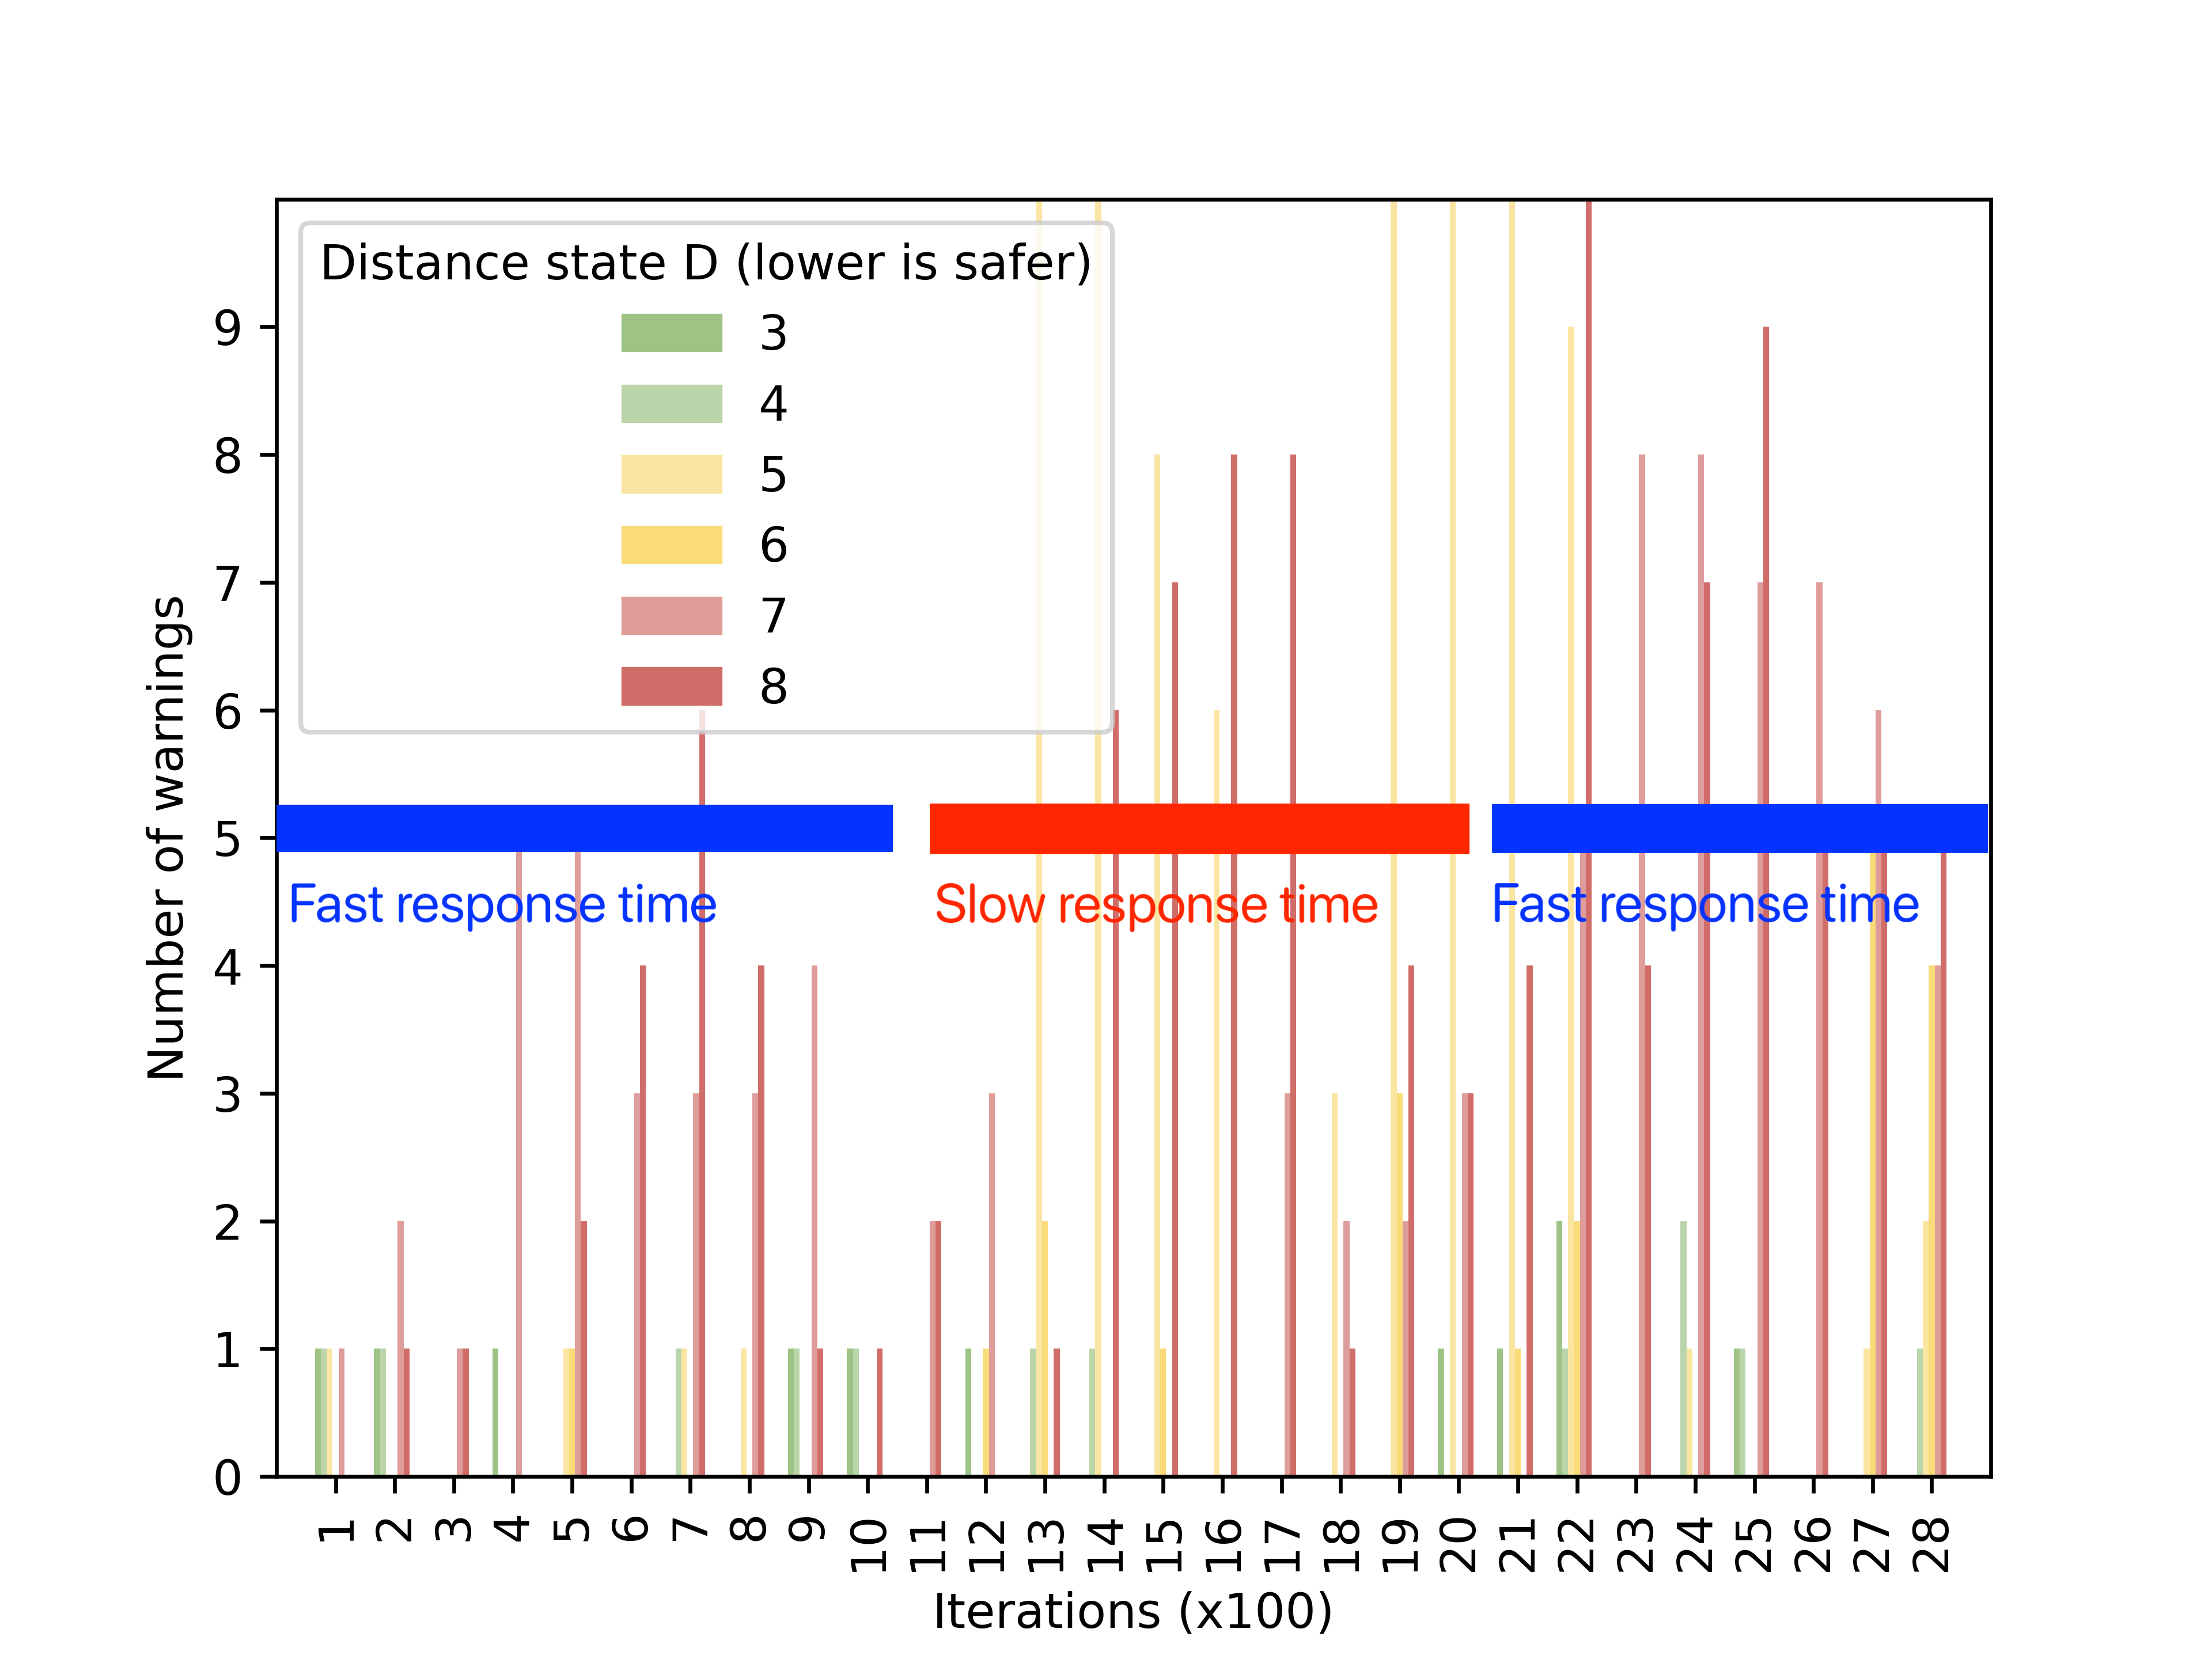 Distance state D (lower is safer)
3
4
5
6
7
8
9
8
7
6
5
4
3
2
1
0
Number of warnings
Fast response time
Slow response time
Fast response time
1 2 3 4 5 6 7 8 9 10 11 12 13 14 15 16 17 18 19 20 21 22 23 24 25 26 27 28
Iterations (x100)